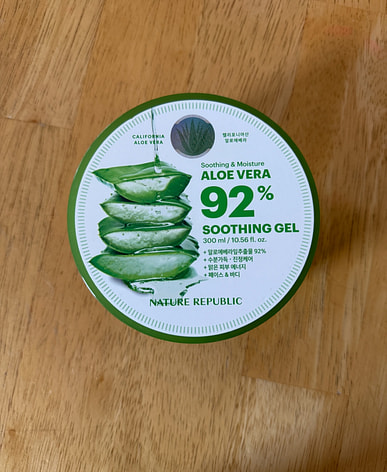 CALIFORNIA
ALOE VERA
캘리포니아산
알로에베라
Soothing & Moisture
ALOE VERA
92%
SOOTHING GEL
300 ml / 10.56 fl. oz.
+ 알로에베라잎추출물 92%
+ 수분가득 · 진정케어
+ 맑은 피부 에너지
+ 페이스 & 바디
NATURE REPUBLIC